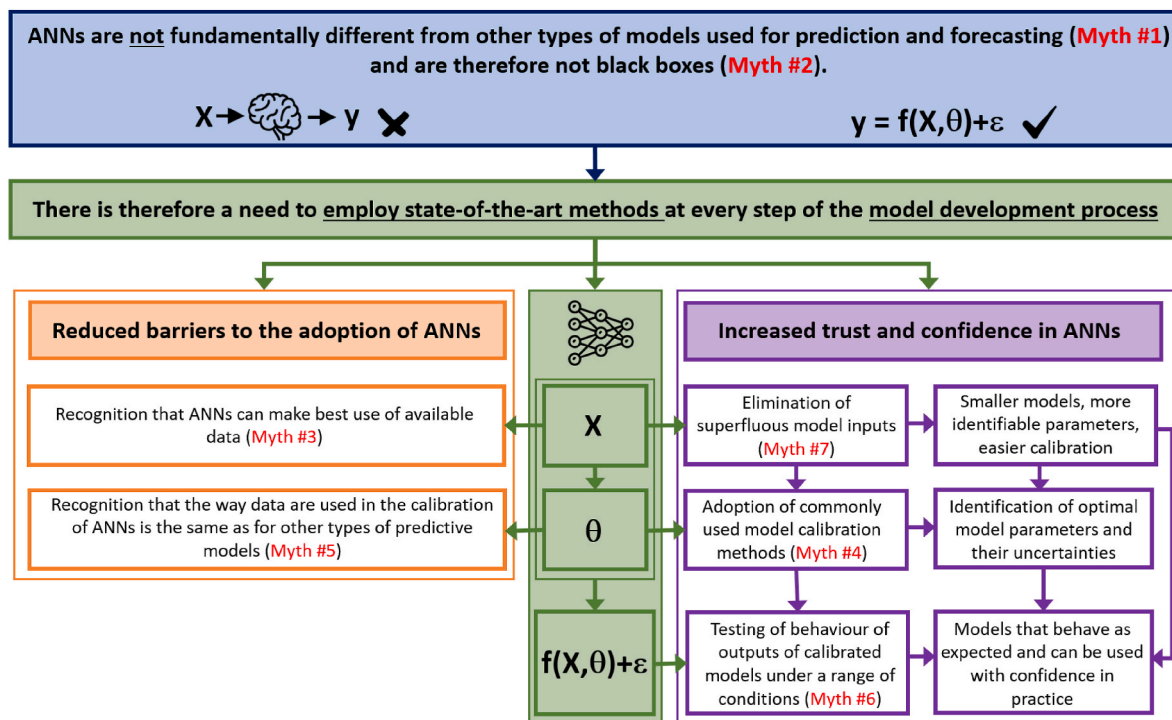 ANNs are not fundamentally different from other types of models used for prediction and forecasting (Myth #1)
and are therefore not black boxes (Myth #2).
X
y
y = f(X,θ)+ε
There is therefore a need to employ state-of-the-art methods at every step of the model development process
Reduced barriers to the adoption of ANNs
Recognition that ANNs can make best use of available
data (Myth #3)
Recognition that the way data are used in the calibration
of ANNs is the same as for other types of predictive
models (Myth #5)
X
θ
f(X,θ)+ε
Increased trust and confidence in ANNs
Elimination of
superfluous model inputs
(Myth #7)
Smaller models, more
identifiable parameters,
easier calibration
Adoption of commonly
used model calibration
methods (Myth #4)
Identification of optimal
model parameters and
their uncertainties
Testing of behaviour of
outputs of calibrated
models under a range of
conditions (Myth #6)
Models that behave as
expected and can be used
with confidence in
practice